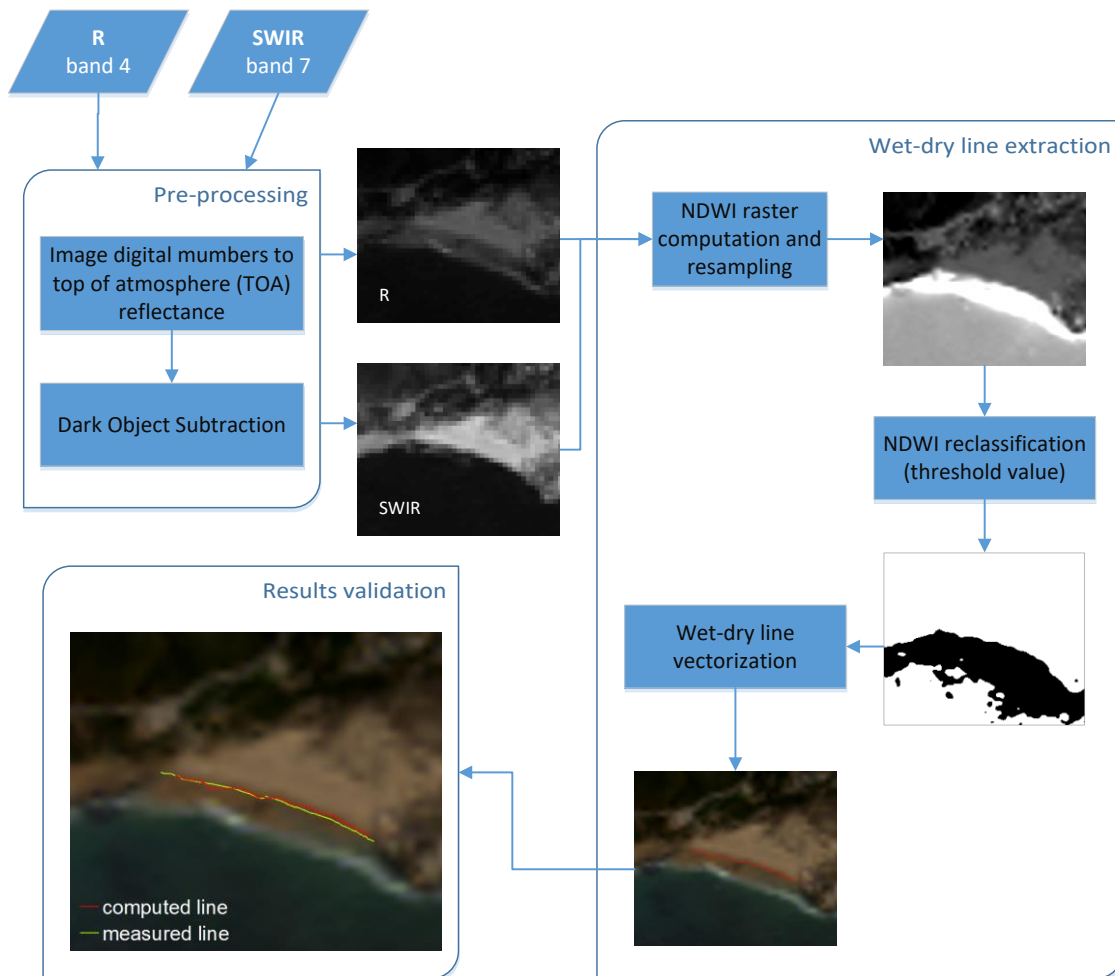 R
band 4
SWIR
band 7
Pre-processing
Image digital mumbers to
top of atmosphere (TOA)
reflectance
Dark Object Subtraction
R
SWIR
Wet-dry line extraction
NDWI raster
computation and
resampling
NDWI reclassification
(threshold value)
Wet-dry line
vectorization
Results validation
computed line
measured line